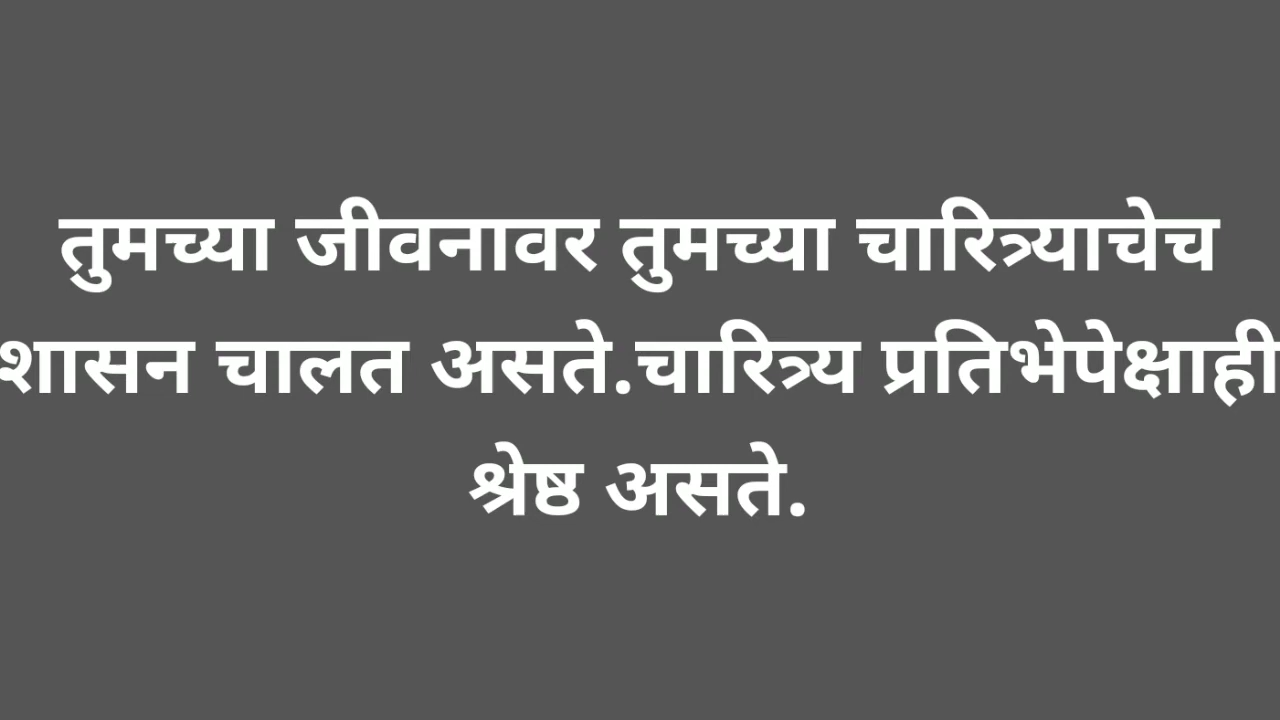 तुमच्या जीवनावर तुमच्या चारित्र्याचेच
शासन चालत असते.चारित्र्य प्रतिभेपेक्षाही
श्रेष्ठ असते.